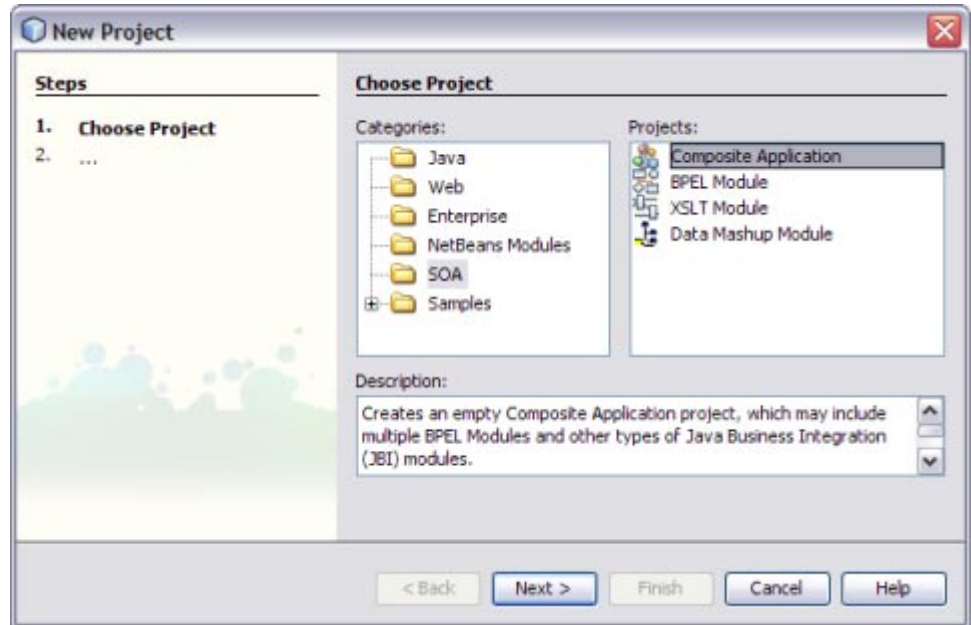 New Project
Steps
1. Choose Project
2. ...
Choose Project
Categories:
Java
Web
Enterprise
NetBeans Modules
SOA
Samples
Projects:
Composite Application
BPEL Module
XSLT Module
Data Mashup Module
Description:
Creates an empty Composite Application project, which may include
multiple BPEL Modules and other types of Java Business Integration
(JBI) modules.
< Back Next > Finish Cancel Help